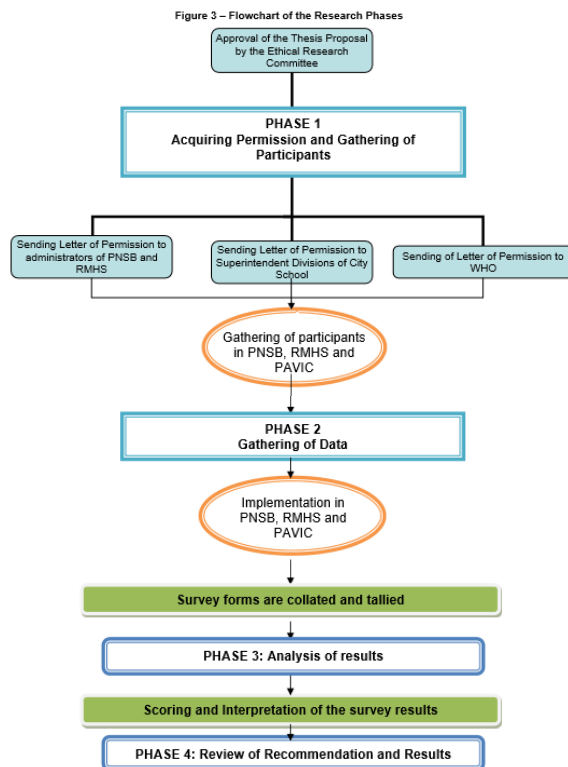 Figure 3 – Flowchart of the Research Phases
Approval of the Thesis Proposal
by the Ethical Research
Committee
PHASE 1
Acquiring Permission and Gathering of
Participants
Sending Letter of Permission to
administrators of PNSB and
RMHS
Sending Letter of Permission to
Superintendent Divisions of City
School
Sending of Letter of Permission to
WHO
Gathering of participants
in PNSB, RMHS and
PAVIC
PHASE 2
Gathering of Data
Implementation in
PNSB, RMHS and
PAVIC
Survey forms are collated and tallied
PHASE 3: Analysis of results
Scoring and Interpretation of the survey results
PHASE 4: Review of Recommendation and Results